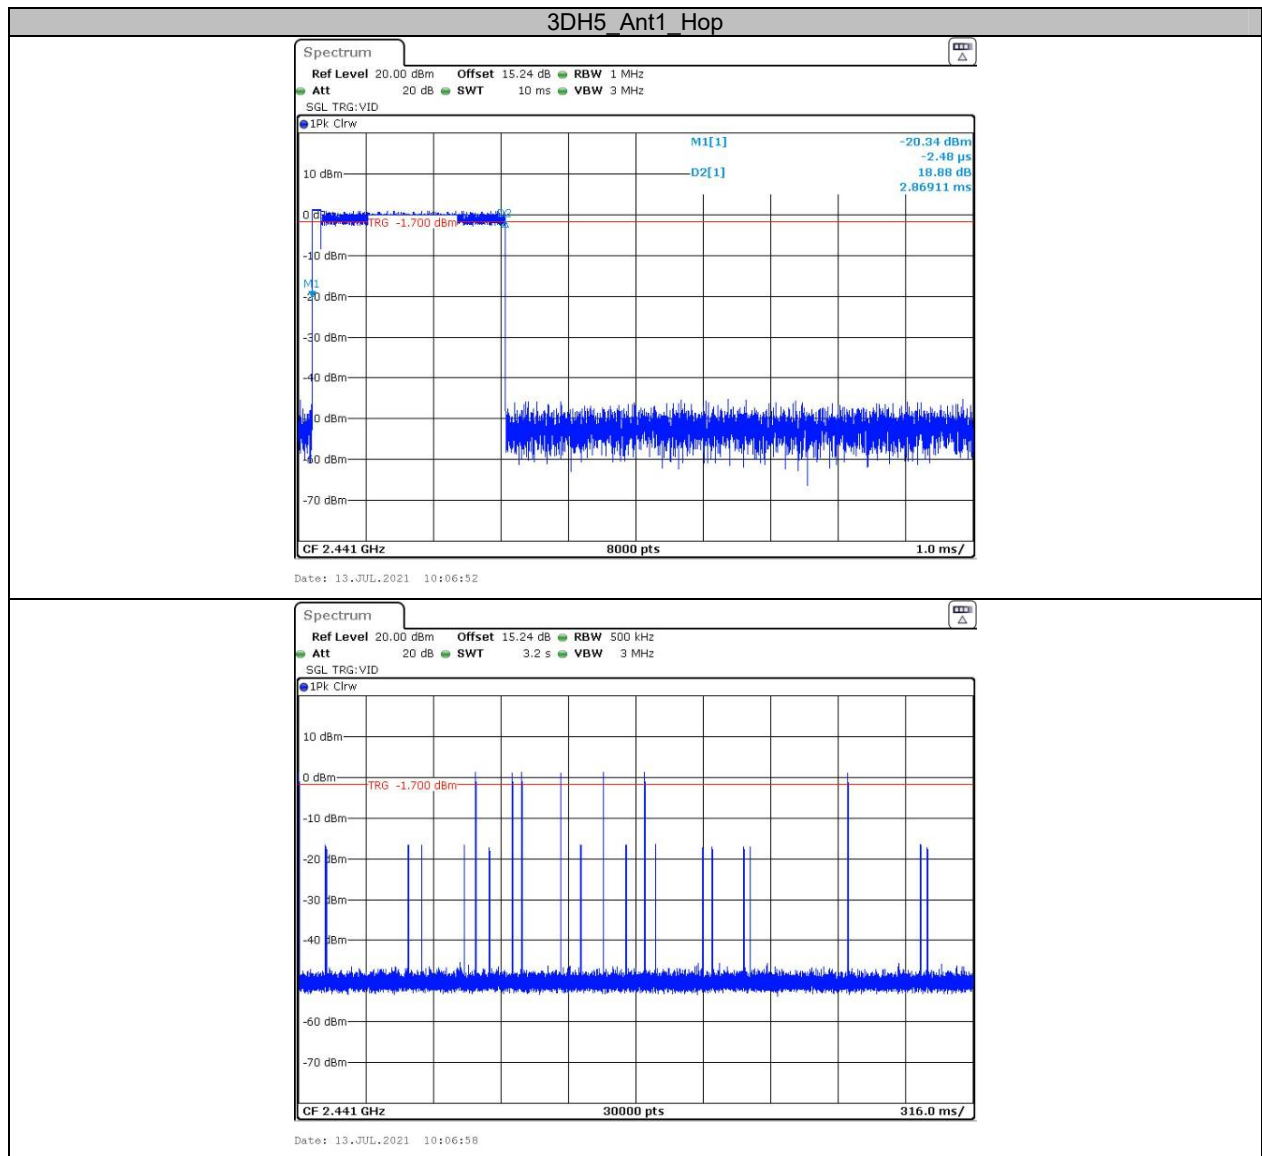 3DH5_Ant1_Hop
Spectrum
Ref Level 20.00 dBm Offset 15.24 dB RBW 1 MHz
Att 20 dB SWT 10 ms VBW 3 MHz
SGL TRG:VID
1Pk Clrw
M1[1] -20.34 dBm
-2.48 µs
D2[1] 18.88 dB
2.86911 ms
10 dBm
TRG -1.700 dBm
-10 dBm
M1
-20 dBm
-30 dBm
-40 dBm
-60 dBm
-70 dBm
CF 2.441 GHz 8000 pts 1.0 ms/
Date: 13.JUL.2021 10:06:52
Spectrum
Ref Level 20.00 dBm Offset 15.24 dB RBW 500 kHz
Att 20 dB SWT 3.2 s VBW 3 MHz
SGL TRG:VID
1Pk Clrw
10 dBm
0 dBm
TRG -1.700 dBm
-10 dBm
-20 dBm
-30 dBm
-40 dBm
-60 dBm
-70 dBm
CF 2.441 GHz 30000 pts 316.0 ms/
Date: 13.JUL.2021 10:06:58